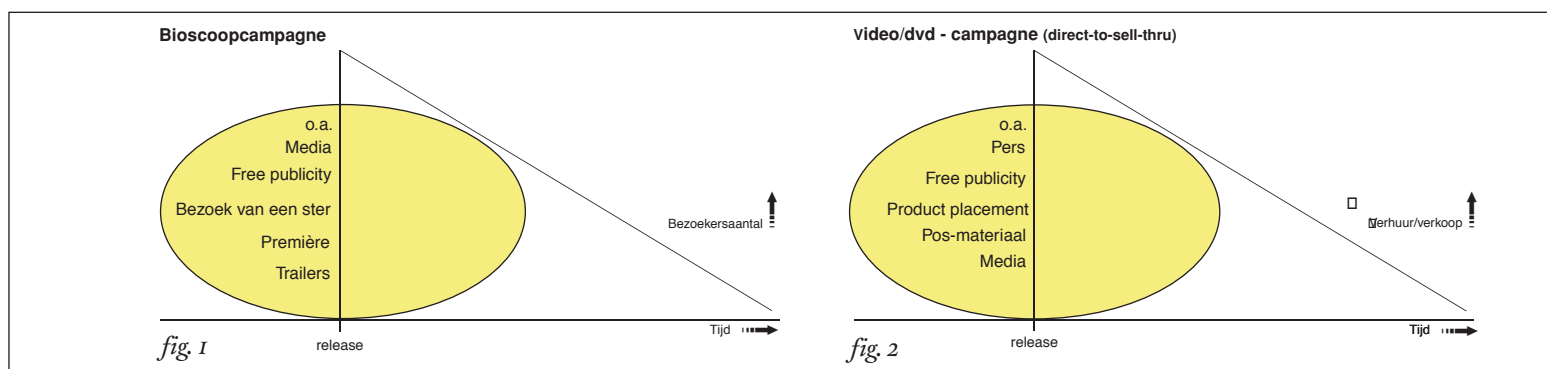 Bioscoopcampagne
o.a.
Media
Free publicity
Bezoek van een ster
Première
Trailers
Bezoekersaantal
Tijd
release
fig. 1
Video/dvd - campagne (direct-to-sell-thru)
o.a.
Pers
Free publicity
Product placement
Pos-materiaal
Media
Verhuur/verkoop
Tijd
release
fig. 2